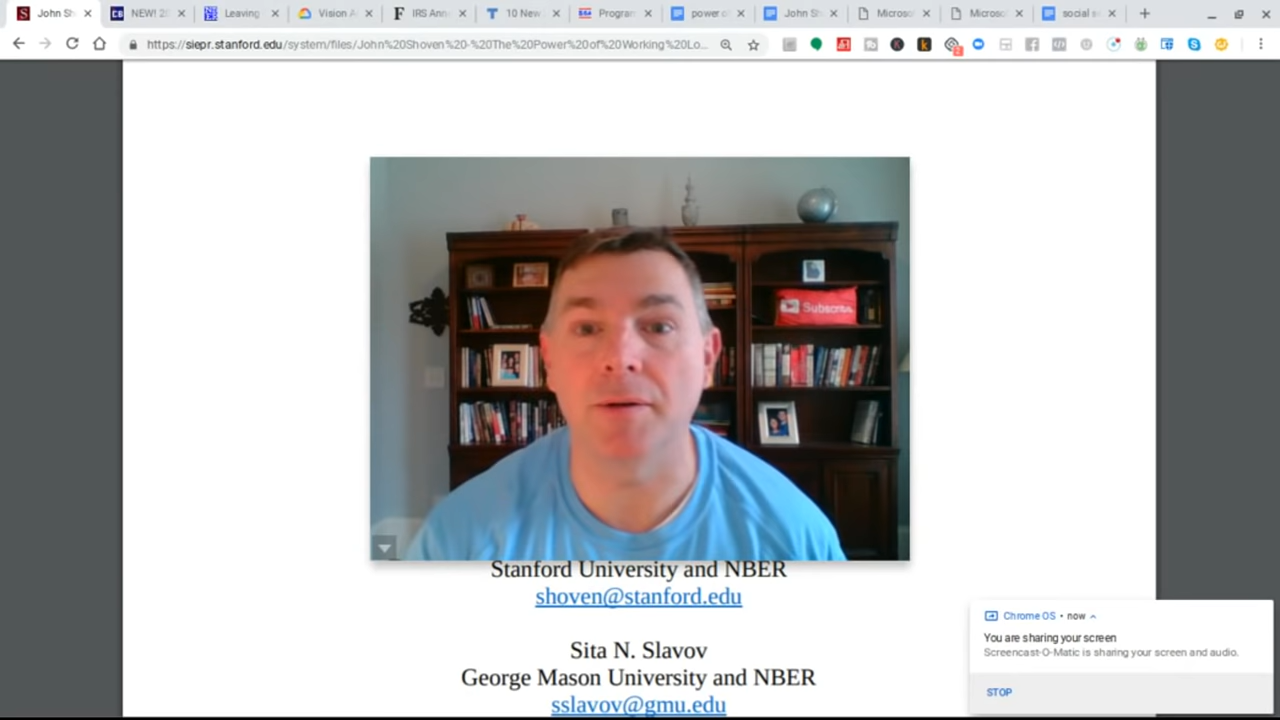 John Sh
NEW! 2
Leaving
Vision A
IRS Ann
10 New
Program
power o
John Sh
Microso
Microso
social s
https://siepr.stanford.edu/system/files/John%20Shoven%20-%20The%20Power%20of%20Working%20Lo...
Subscribe
Stanford University and NBER
shoven@stanford.edu
Sita N. Slavov
George Mason University and NBER
sslavov@gmu.edu
Chrome OS • now
You are sharing your screen
Screencast-O-Matic is sharing your screen and audio.
STOP